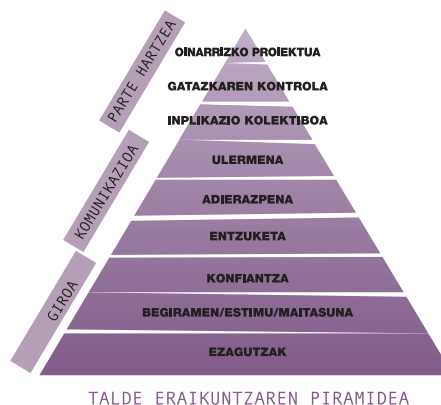 PARTE HARTZEA
OINARRIZKO PROIEKTUA
GATAZKAREN KONTROLA
INPLIKAZIO KOLEKTIBOA
KOMUNIKAZIOA
ULERMENA
ADIERAZPENA
ENTZUKETA
GIROA
KONFIANTZA
BEGIRAMEN/ESTIMU/MAITASUNA
EZAGUTZAK
TALDE ERAIKUNTZAREN PIRAMIDEA